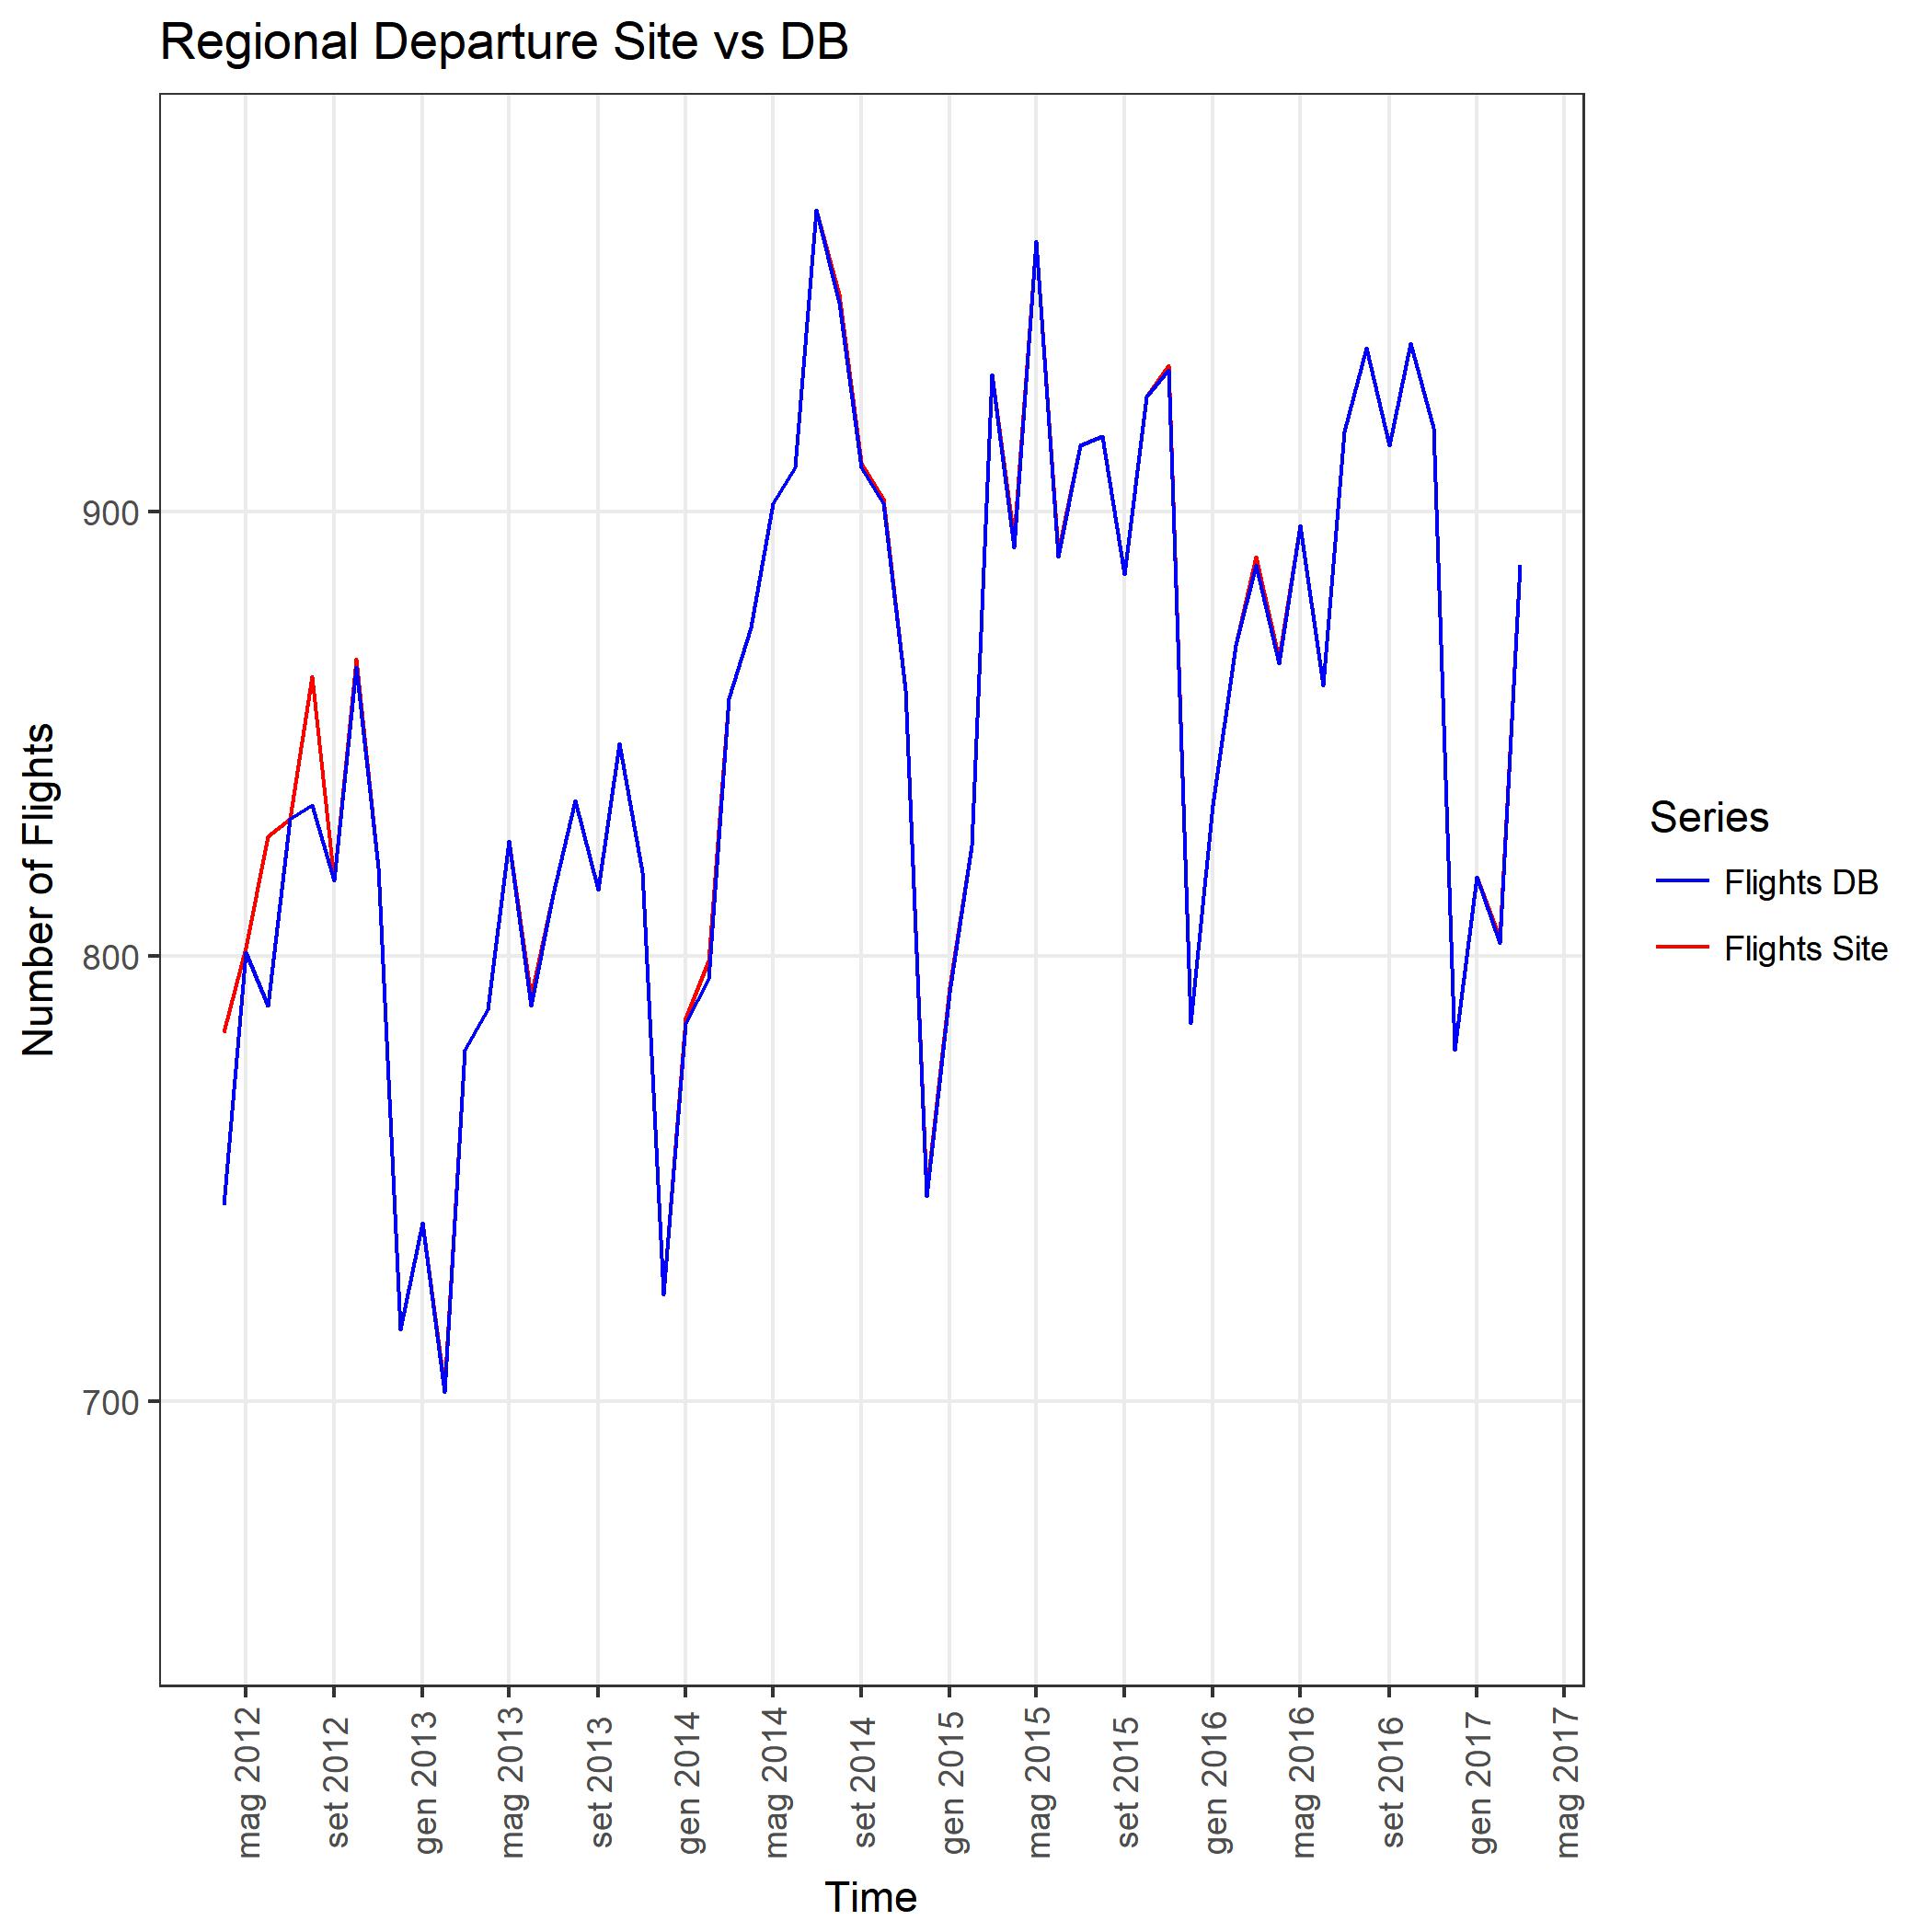 Regional Departure Site vs DB
Number of Flights
900
800
700
mag 2012
set 2012
gen 2013
mag 2013
set 2013
gen 2014
mag 2014
set 2014
gen 2015
mag 2015
set 2015
gen 2016
mag 2016
set 2016
gen 2017
mag 2017
Time
Series
Flights DB
Flights Site